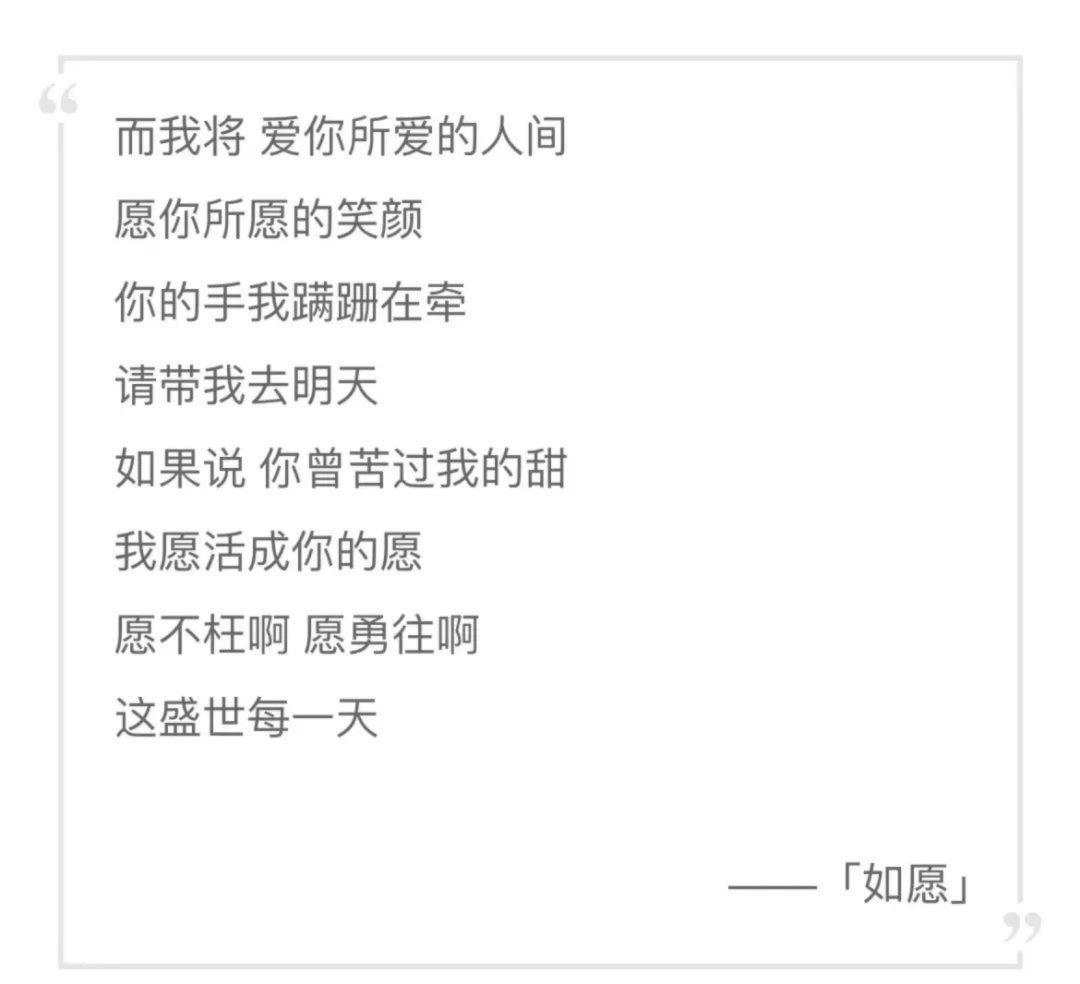 “
而我将 爱你所爱的人间
愿你所愿的笑颜
你的手我蹒跚在牵
请带我去明天
如果说 你曾苦过我的甜
我愿活成你的愿
愿不枉啊 愿勇往啊
这盛世每一天
——「如愿」
”